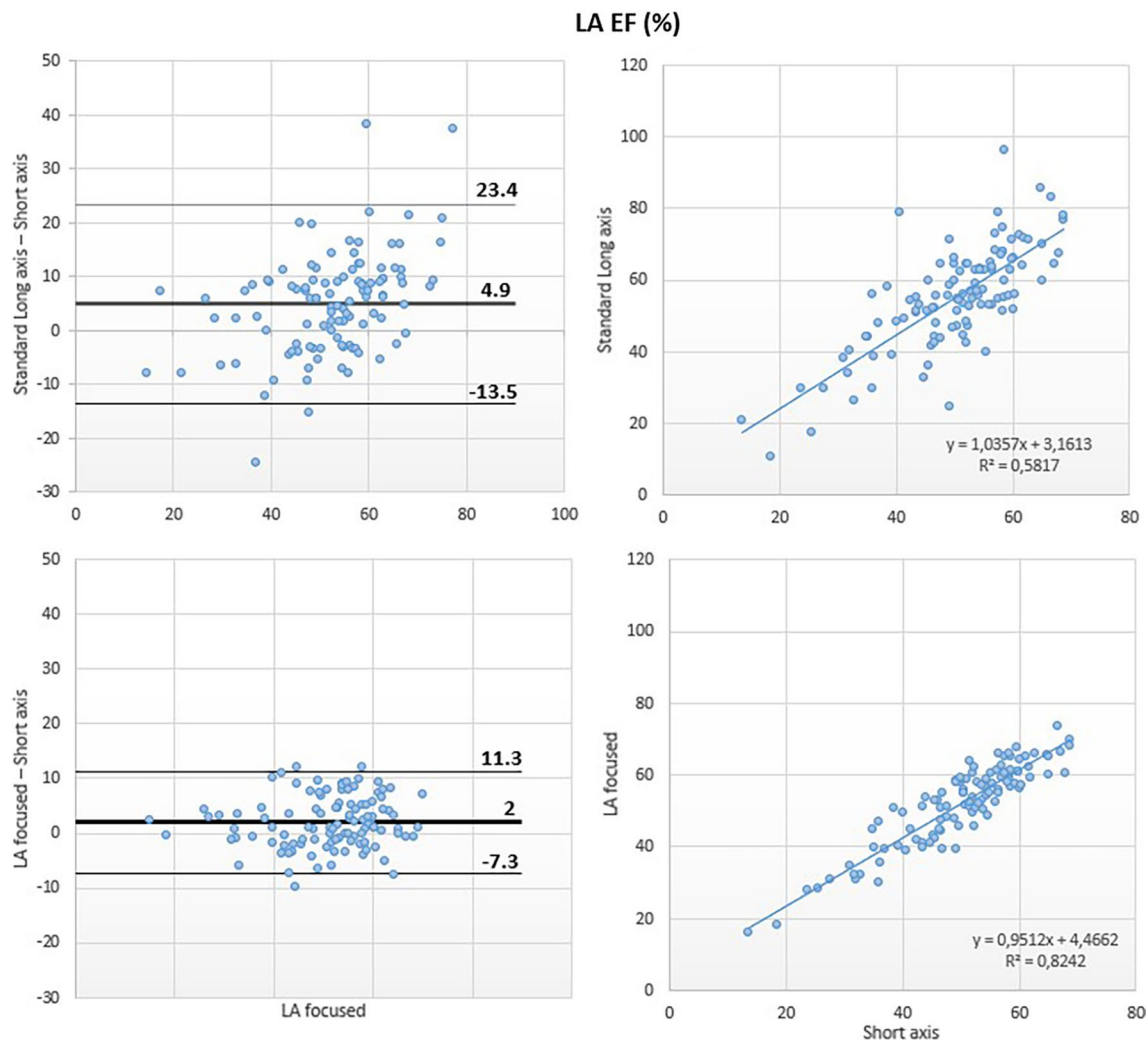 LA EF (%)
Standard Long axis – Short axis
50
40
30
20
10
0
-10
-20
-30
23.4
4.9
-13.5
0 20 40 60 80 100
Standard Long axis
120
100
80
60
40
20
0
y = 1,0357x + 3,1613
R² = 0,5817
0 20 40 60 80
LA focused – Short axis
50
40
30
20
10
0
-10
-20
-30
11.3
2
-7.3
LA focused
LA focused
120
100
80
60
40
20
0
y = 0,9512x + 4,4662
R² = 0,8242
0 20 40 60 80
Short axis